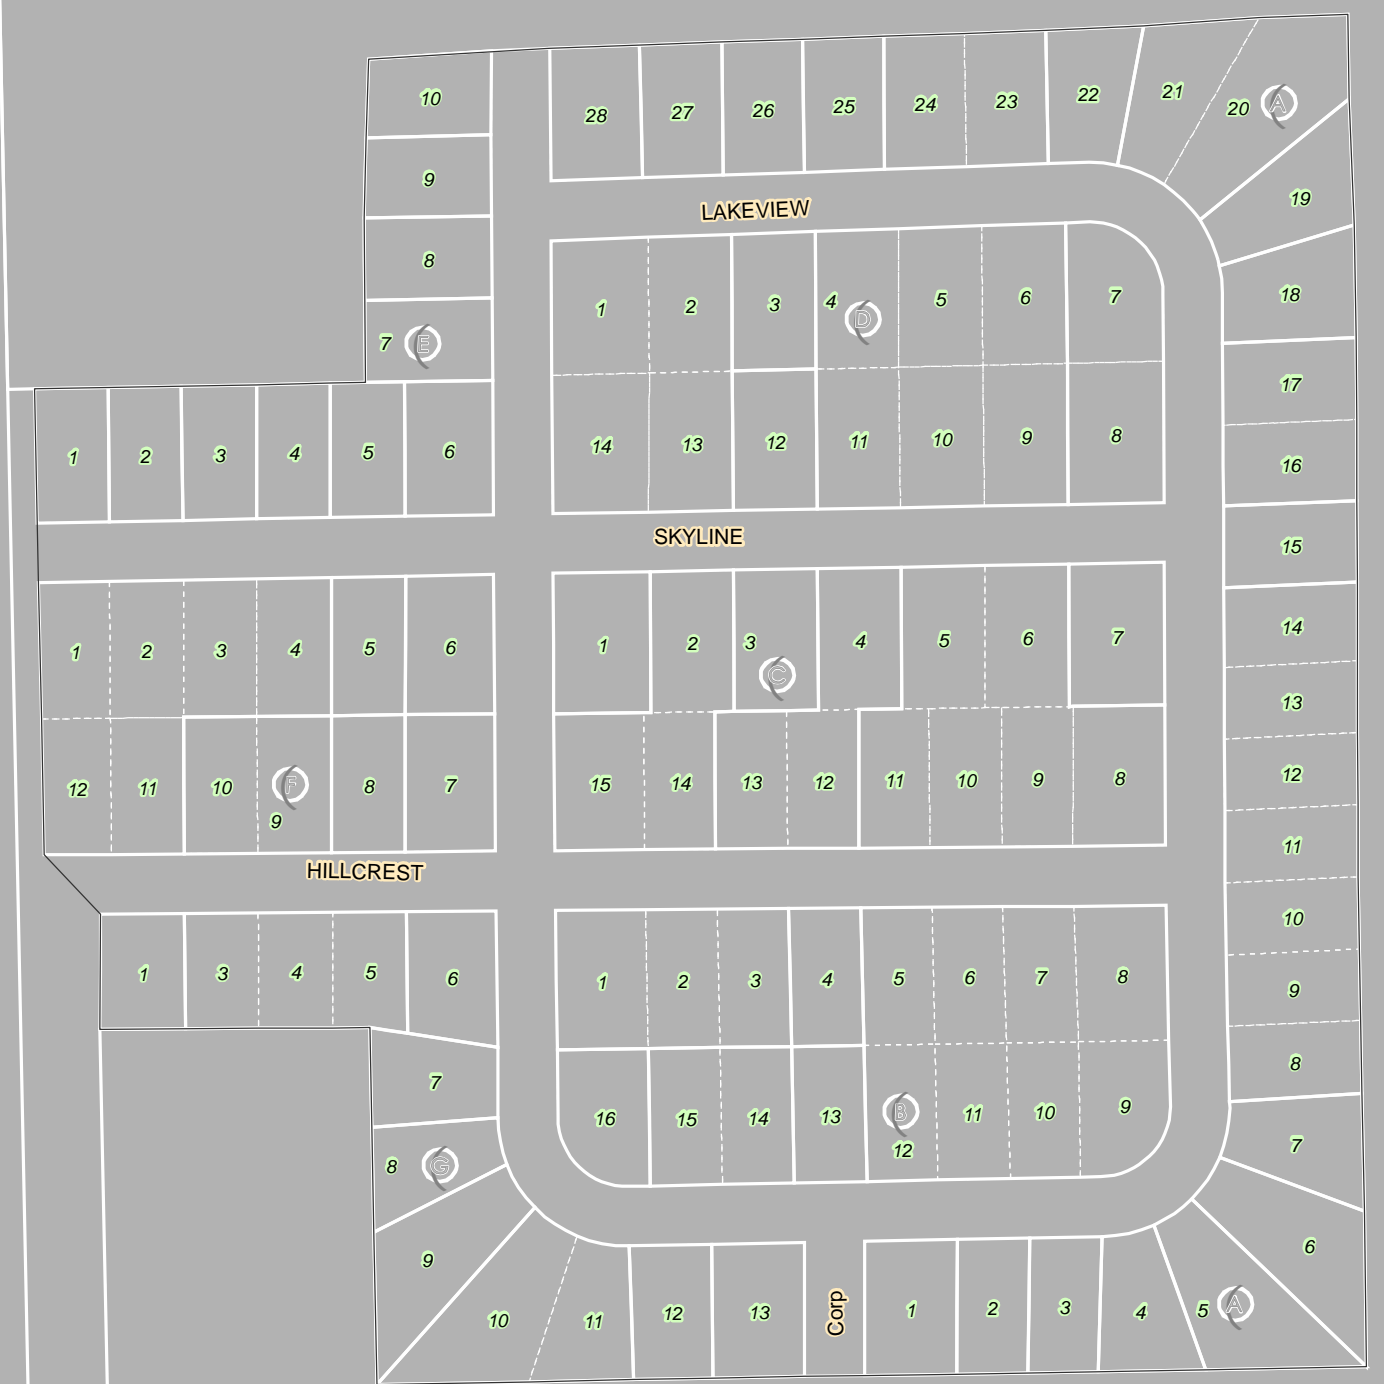 10
28 27 26 25 24 23 22 21 20 A
9
19
LAKEVIEW
8
18
1 2 3 4 D 5 6 7
7 E
17
1 2 3 4 5 6
14 13 12 11 10 9 8
16
SKYLINE
15
1 2 3 4 5 6
1 2 3 C 4 5 6 7
14
13
12 11 10 F 9 8 7
15 14 13 12 11 10 9 8
12
11
HILLCREST
10
1 3 4 5 6
1 2 3 4 5 6 7 8
9
8
7
16 15 14 13 B 12 11 10 9
7
8 G
9
6
10 11 12 13
Corp
1 2 3 4 5 A